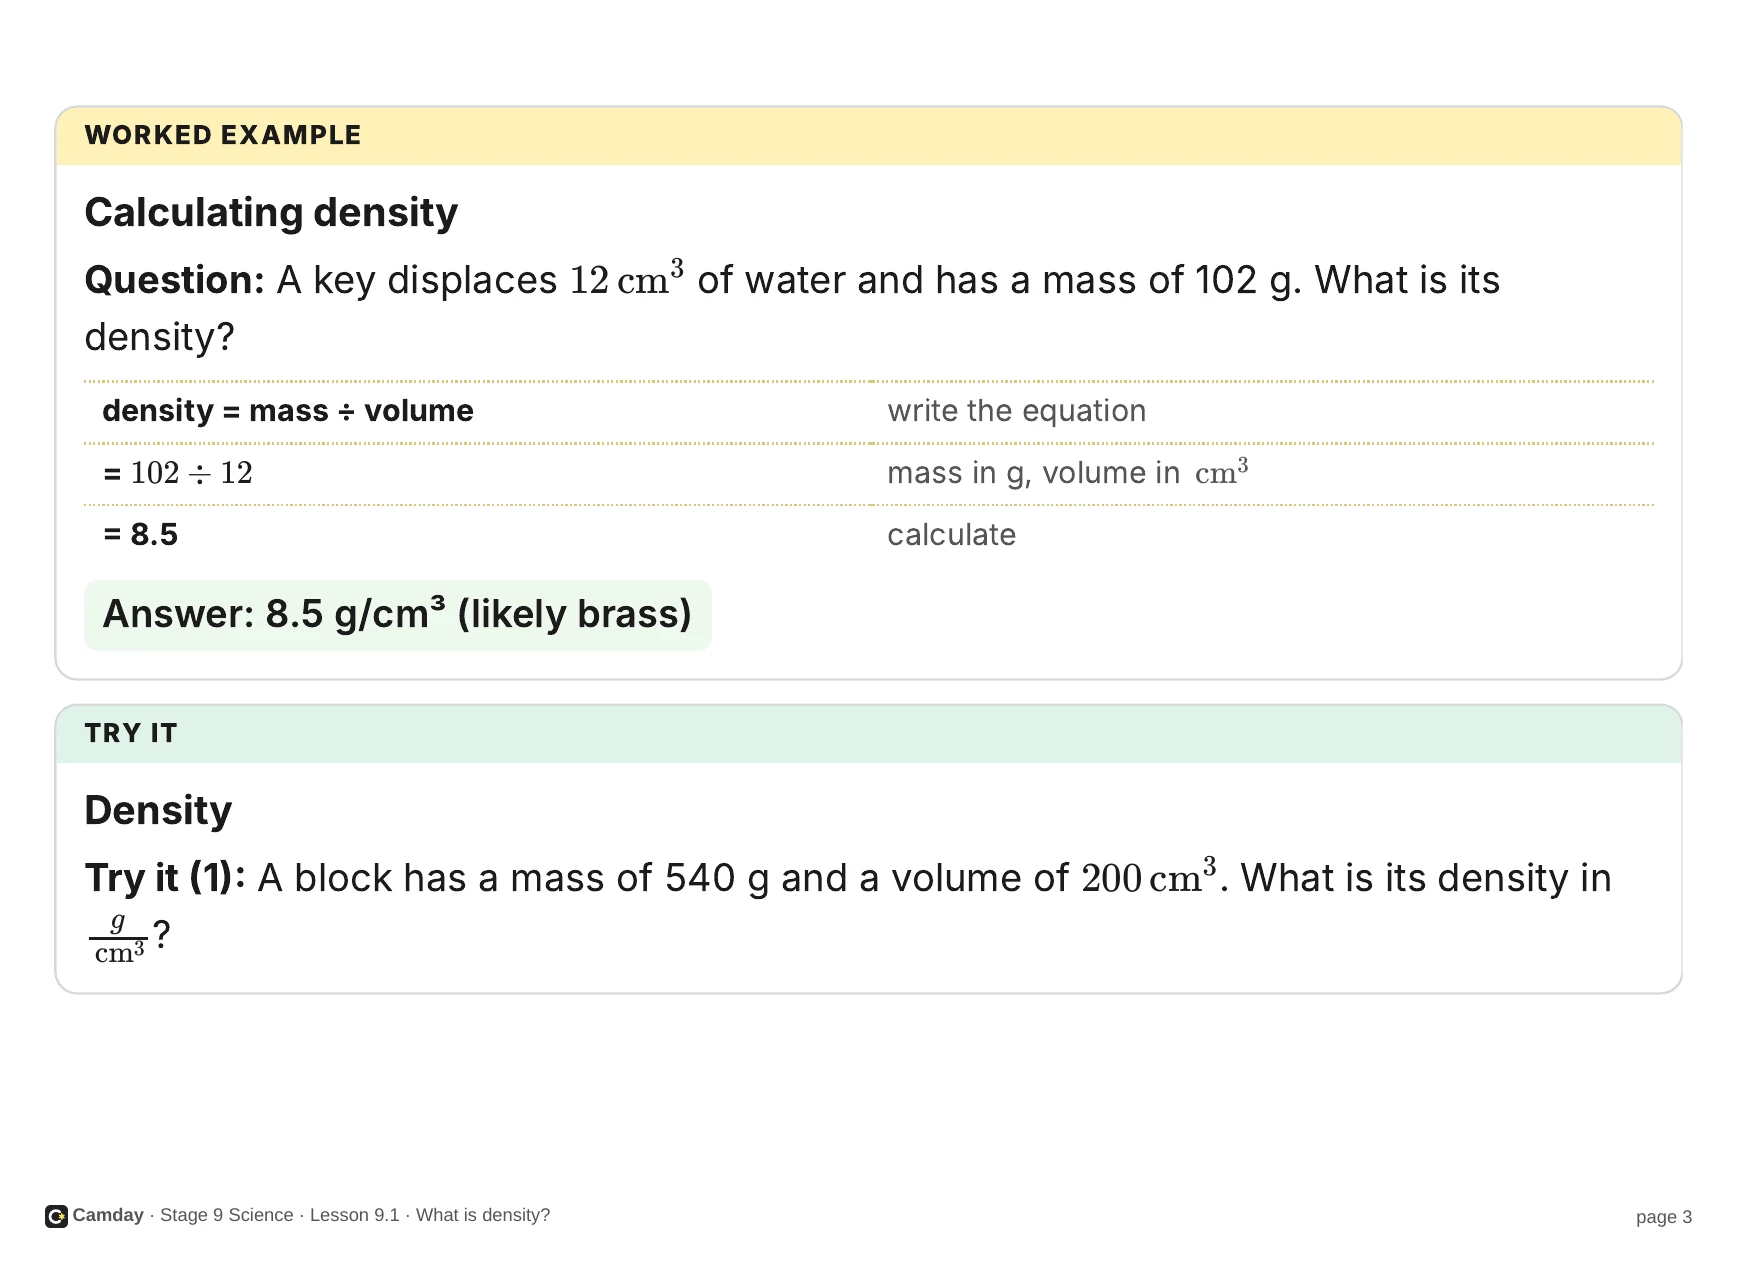 WORKED EXAMPLE
Calculating density
Question: A key displaces 12 cm³ of water and has a mass of 102 g. What is its
density?
density = mass ÷ volume write the equation
= 102 ÷ 12 mass in g, volume in cm³
= 8.5 calculate
Answer: 8.5 g/cm³ (likely brass)
TRY IT
Density
Try it (1): A block has a mass of 540 g and a volume of 200 cm³. What is its density in
g/cm³?
Camday · Stage 9 Science · Lesson 9.1 · What is density? page 3